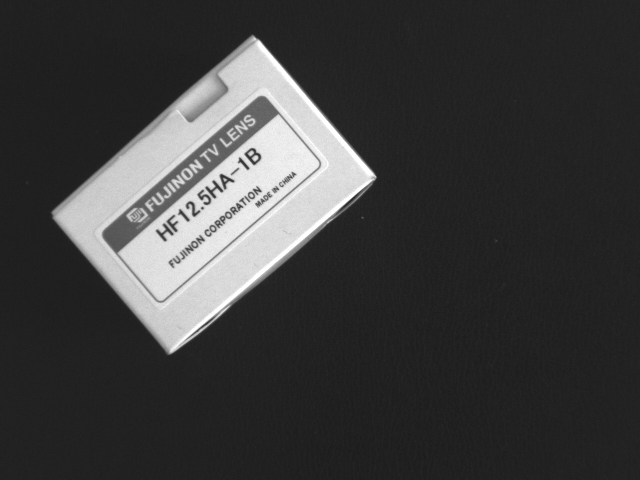 FUJINON TV LENS
HF12.5HA-1B
FUJINON CORPORATION
MADE IN CHINA